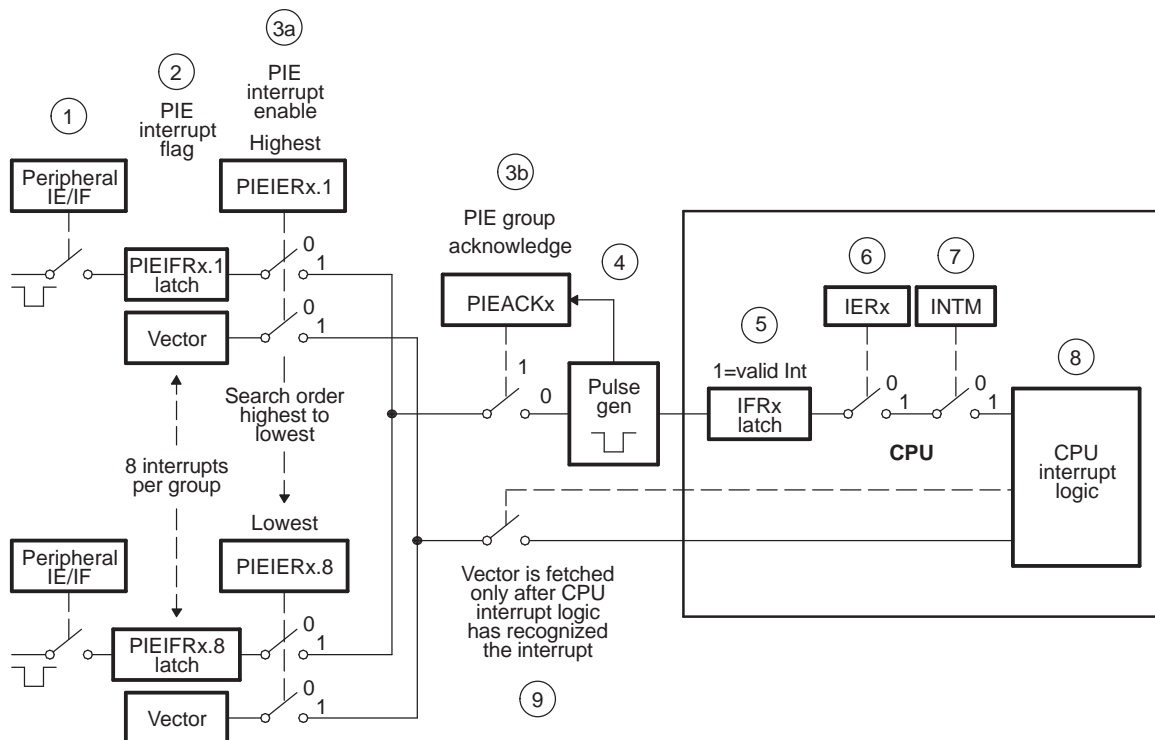 3a
2
PIE
interrupt
enable
1
PIE
interrupt
flag
Highest
Peripheral
IE/IF
PIEIERx.1
3b
PIE group
acknowledge
4
6
7
0
1
PIEIFRx.1
latch
PIEACKx
IERx
INTM
5
Vector
0
1
1=valid Int
8
1
0
Pulse
gen
IFRx
latch
0
1
0
1
Search order
highest to
lowest
CPU
CPU
interrupt
logic
8 interrupts
per group
Lowest
Peripheral
IE/IF
PIEIERx.8
Vector is fetched
only after CPU
interrupt logic
has recognized
the interrupt
PIEIFRx.8
latch
0
1
Vector
0
1
9